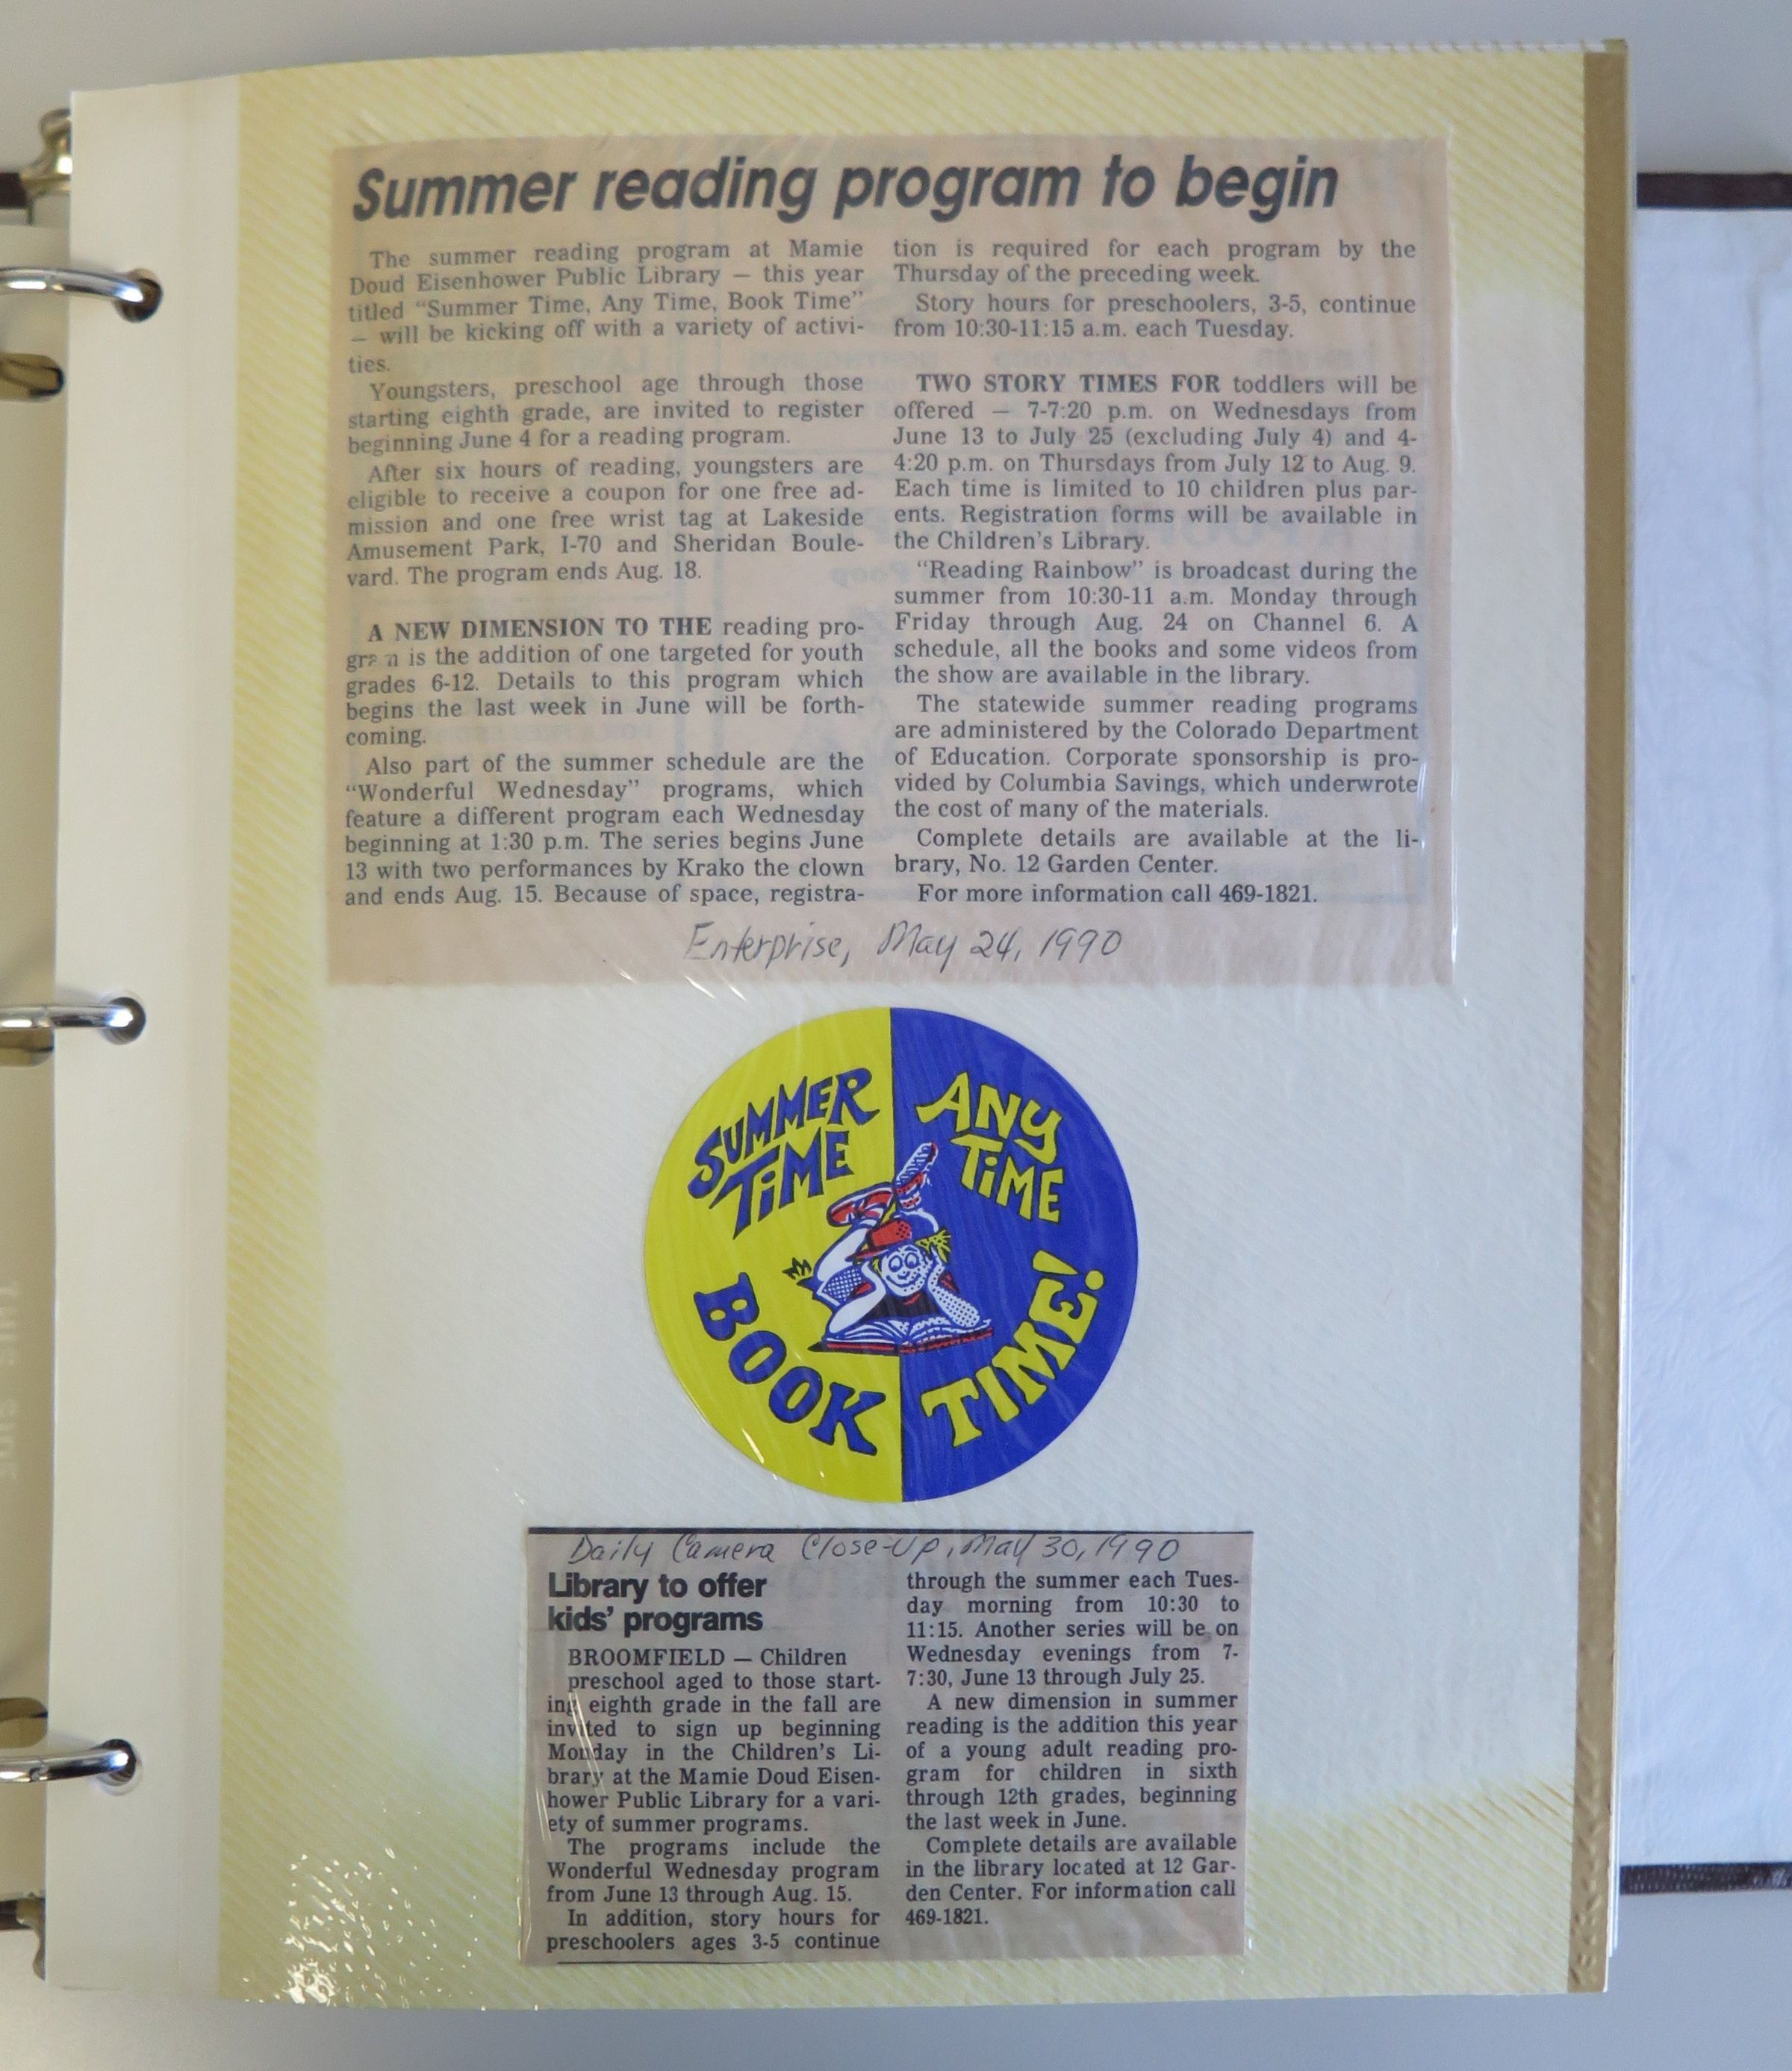 Summer reading program to begin
The summer reading program at Mamie
Doud Eisenhower Public Library — this year
titled “Summer Time, Any Time, Book Time”
— will be kicking off with a variety of activi-
ties.
Youngsters, preschool age through those
starting eighth grade, are invited to register
beginning June 4 for a reading program.
After six hours of reading, youngsters are
eligible to receive a coupon for one free ad-
mission and one free wrist tag at Lakeside
Amusement Park, I-70 and Sheridan Boule-
vard. The program ends Aug. 18.
A NEW DIMENSION TO THE reading pro-
gram is the addition of one targeted for youth
grades 6-12. Details to this program which
begins the last week in June will be forth-
coming.
Also part of the summer schedule are the
“Wonderful Wednesday” programs, which
feature a different program each Wednesday
beginning at 1:30 p.m. The series begins June
13 with two performances by Krako the clown
and ends Aug. 15. Because of space, registra-
tion is required for each program by the
Thursday of the preceding week.
Story hours for preschoolers, 3-5, continue
from 10:30-11:15 a.m. each Tuesday.
TWO STORY TIMES FOR toddlers will be
offered — 7-7:20 p.m. on Wednesdays from
June 13 to July 25 (excluding July 4) and 4-
4:20 p.m. on Thursdays from July 12 to Aug. 9.
Each time is limited to 10 children plus par-
ents. Registration forms will be available in
the Children’s Library.
“Reading Rainbow” is broadcast during the
summer from 10:30-11 a.m. Monday through
Friday through Aug. 24 on Channel 6. A
schedule, all the books and some videos from
the show are available in the library.
The statewide summer reading programs
are administered by the Colorado Department
of Education. Corporate sponsorship is pro-
vided by Columbia Savings, which underwrote
the cost of many of the materials.
Complete details are available at the li-
brary, No. 12 Garden Center.
For more information call 469-1821.
Enterprise, May 24, 1990
SUMMER
TIME
ANY
TIME
BOOK
TIME!
Daily Camera Close-Up, May 30, 1990
Library to offer
kids’ programs
BROOMFIELD — Children
preschool aged to those start-
ing eighth grade in the fall are
invited to sign up beginning
Monday in the Children’s Li-
brary at the Mamie Doud Eisen-
hower Public Library for a vari-
ety of summer programs.
The programs include the
Wonderful Wednesday program
from June 13 through Aug. 15.
In addition, story hours for
preschoolers ages 3-5 continue
through the summer each Tues-
day morning from 10:30 to
11:15. Another series will be on
Wednesday evenings from 7-
7:30, June 13 through July 25.
A new dimension in summer
reading is the addition this year
of a young adult reading pro-
gram for children in sixth
through 12th grades, beginning
the last week in June.
Complete details are available
in the library located at 12 Gar-
den Center. For information call
469-1821.